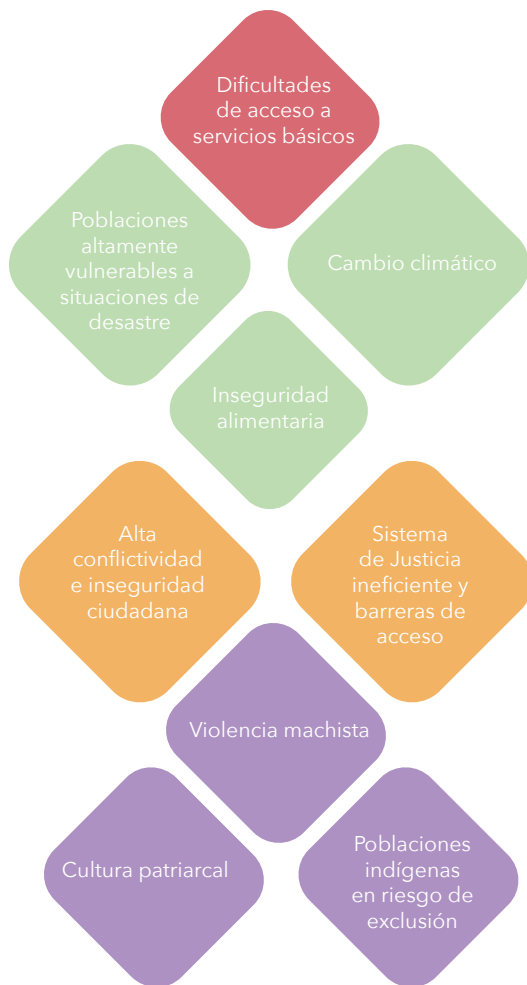 Dificultades
de acceso a
servicios básicos
Poblaciones
altamente
vulnerables a
situaciones de
desastre
Cambio climático
Inseguridad
alimentaria
Alta
conflictividad
e inseguridad
ciudadana
Sistema
de Justicia
ineficiente y
barreras de
acceso
Violencia machista
Cultura patriarcal
Poblaciones
indígenas
en riesgo de
exclusión